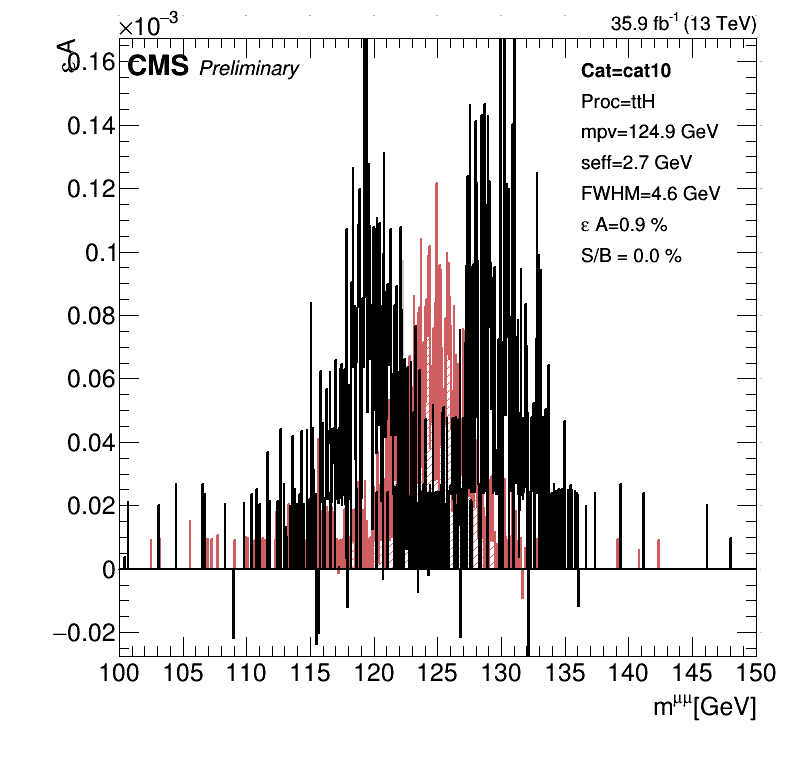 ×10⁻³
35.9 fb⁻¹ (13 TeV)
ε A
CMS Preliminary
Cat=cat10
Proc=ttH
mpv=124.9 GeV
seff=2.7 GeV
FWHM=4.6 GeV
ε A=0.9 %
S/B = 0.0 %
0.16
0.14
0.12
0.1
0.08
0.06
0.04
0.02
0
−0.02
100 105 110 115 120 125 130 135 140 145 150
m^μμ[GeV]